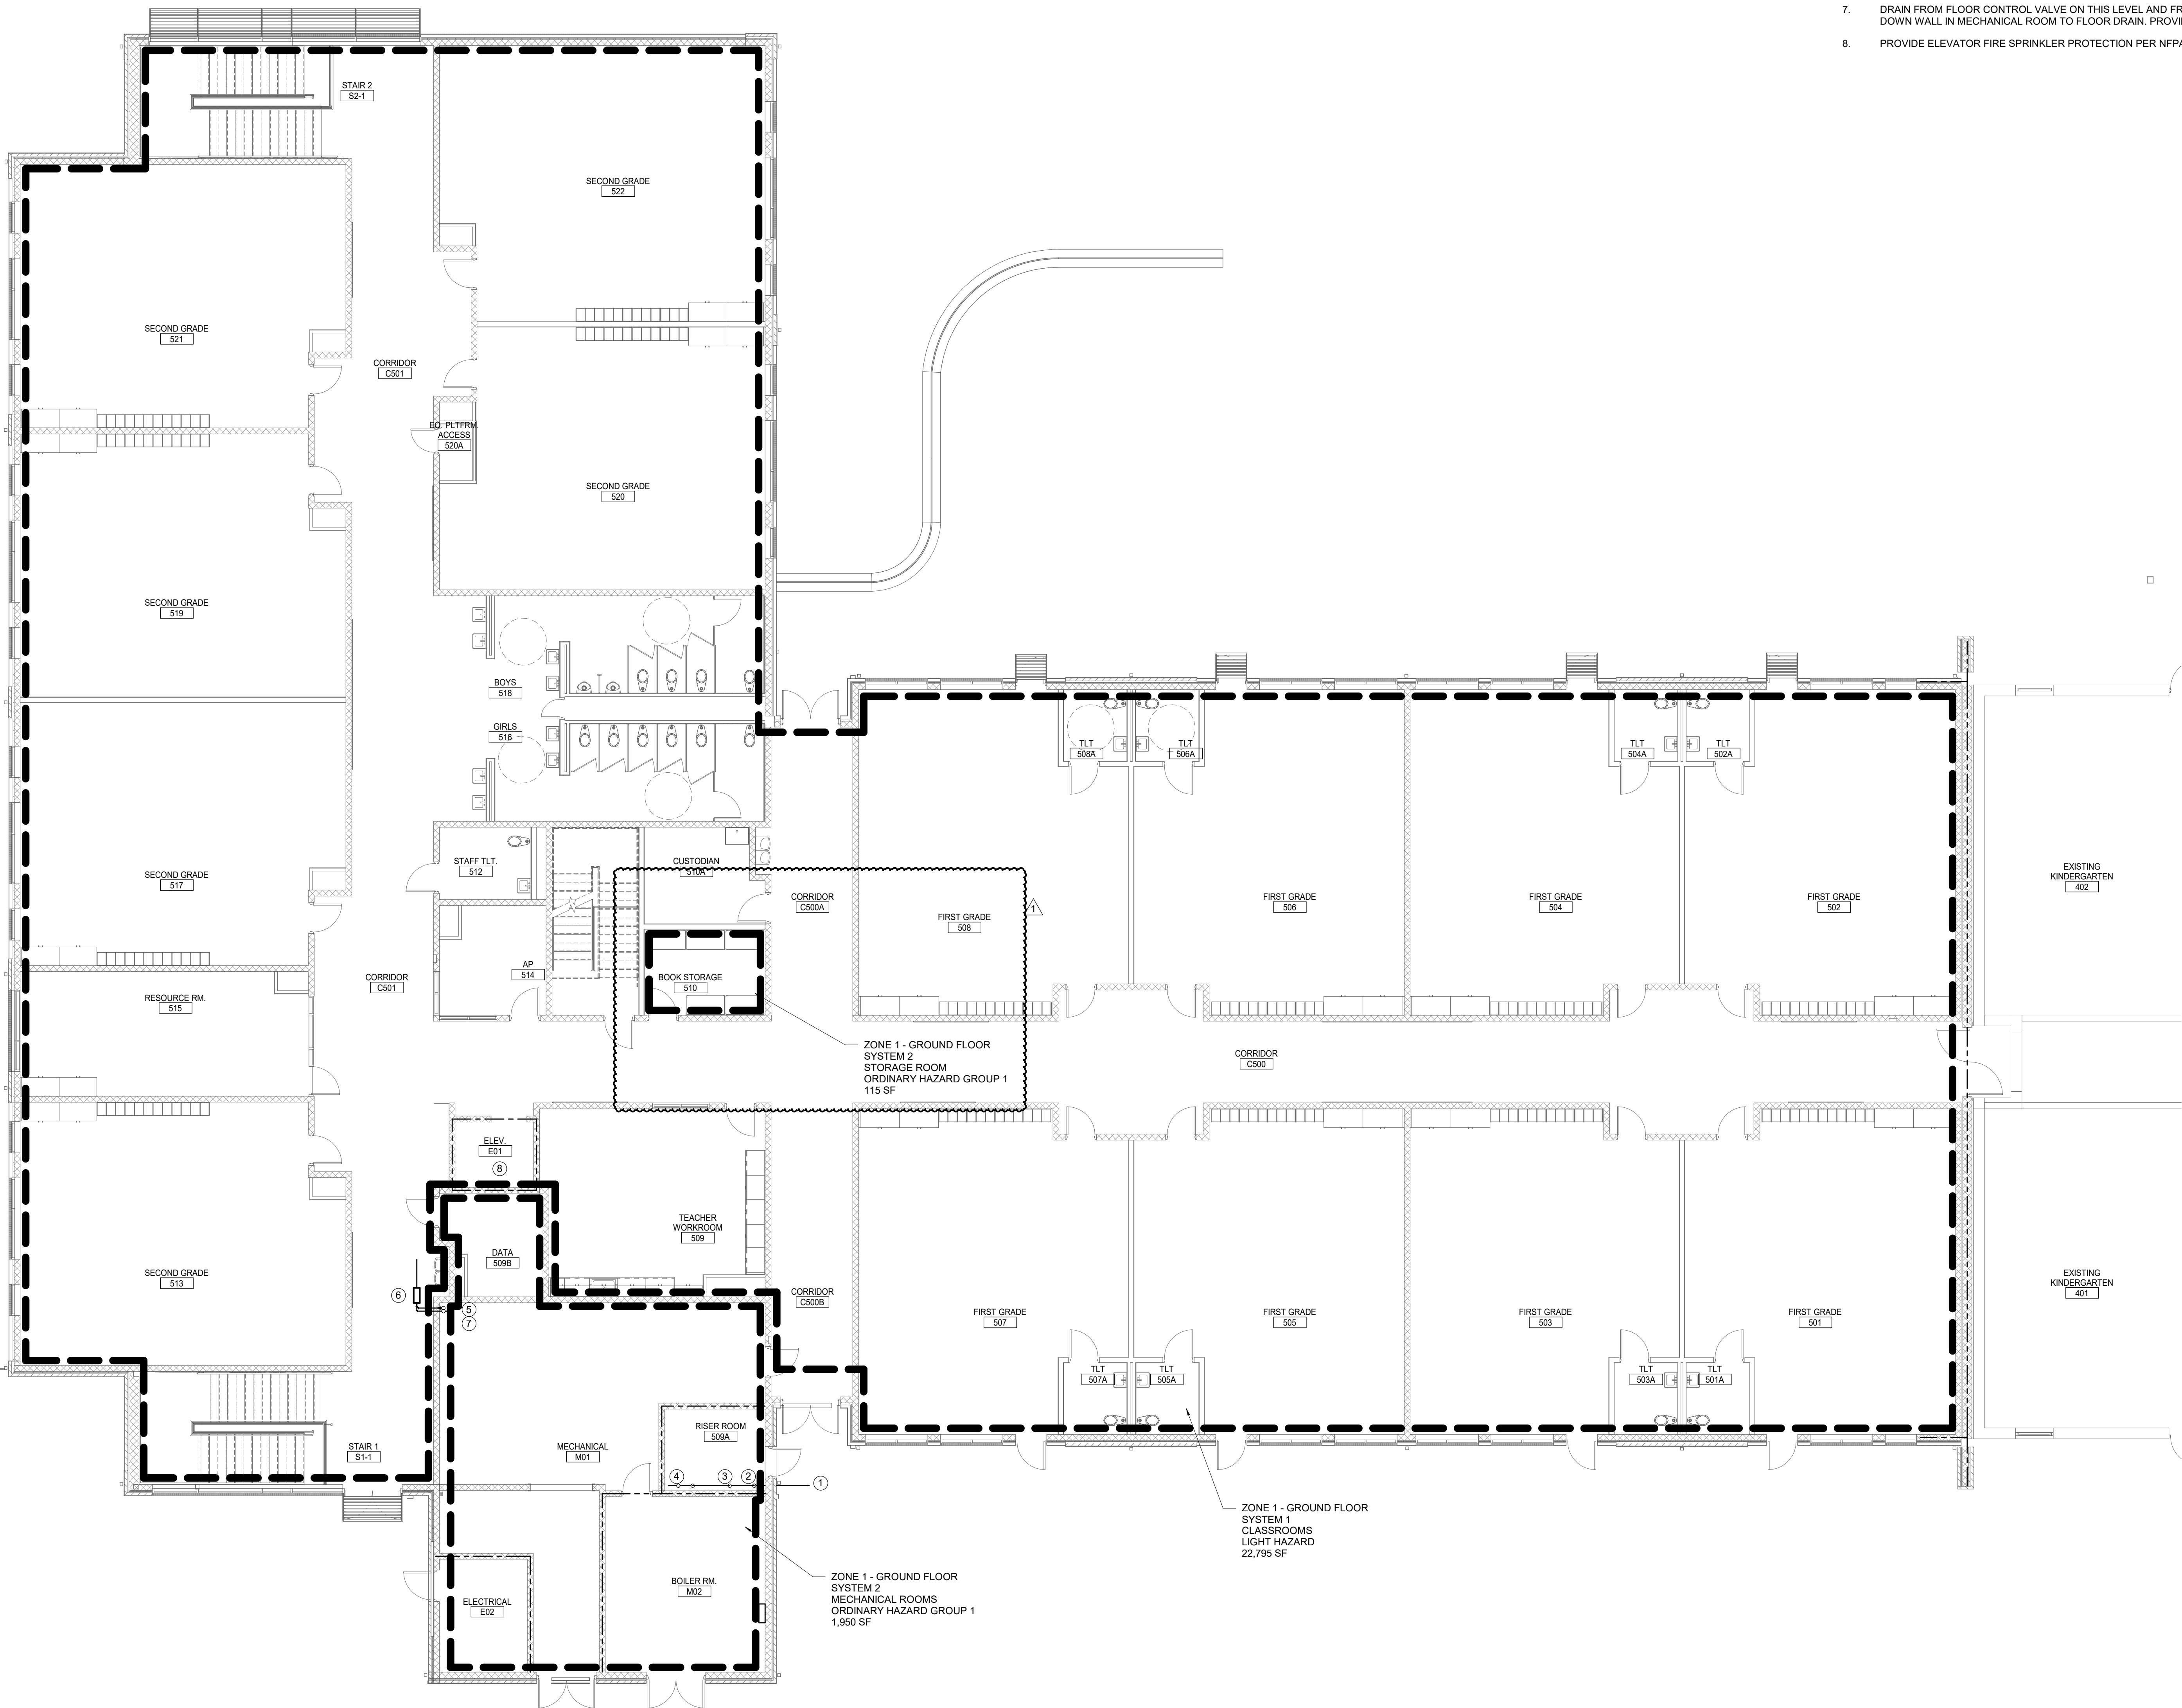 7. DRAIN FROM FLOOR CONTROL VALVE ON THIS LEVEL AND FR
DOWN WALL IN MECHANICAL ROOM TO FLOOR DRAIN. PROVI
8. PROVIDE ELEVATOR FIRE SPRINKLER PROTECTION PER NFPA
STAIR 2
S2-1
SECOND GRADE
522
SECOND GRADE
521
CORRIDOR
C501
EQ. PLTFRM.
ACCESS
520A
SECOND GRADE
520
SECOND GRADE
519
BOYS
518
GIRLS
516
TLT
508A
TLT
506A
TLT
504A
TLT
502A
STAFF TLT.
512
CUSTODIAN
510A
SECOND GRADE
517
CORRIDOR
C500A
FIRST GRADE
508
1
FIRST GRADE
506
FIRST GRADE
504
FIRST GRADE
502
EXISTING
KINDERGARTEN
402
AP
514
BOOK STORAGE
510
CORRIDOR
C501
RESOURCE RM.
515
ZONE 1 - GROUND FLOOR
SYSTEM 2
STORAGE ROOM
ORDINARY HAZARD GROUP 1
115 SF
CORRIDOR
C500
ELEV.
E01
8
TEACHER
WORKROOM
509
DATA
509B
SECOND GRADE
513
6
5
7
CORRIDOR
C500B
FIRST GRADE
507
FIRST GRADE
505
FIRST GRADE
503
FIRST GRADE
501
EXISTING
KINDERGARTEN
401
TLT
507A
TLT
505A
TLT
503A
TLT
501A
RISER ROOM
509A
STAIR 1
S1-1
MECHANICAL
M01
4
3
2
1
ZONE 1 - GROUND FLOOR
SYSTEM 1
CLASSROOMS
LIGHT HAZARD
22,795 SF
BOILER RM.
M02
ELECTRICAL
E02
ZONE 1 - GROUND FLOOR
SYSTEM 2
MECHANICAL ROOMS
ORDINARY HAZARD GROUP 1
1,950 SF